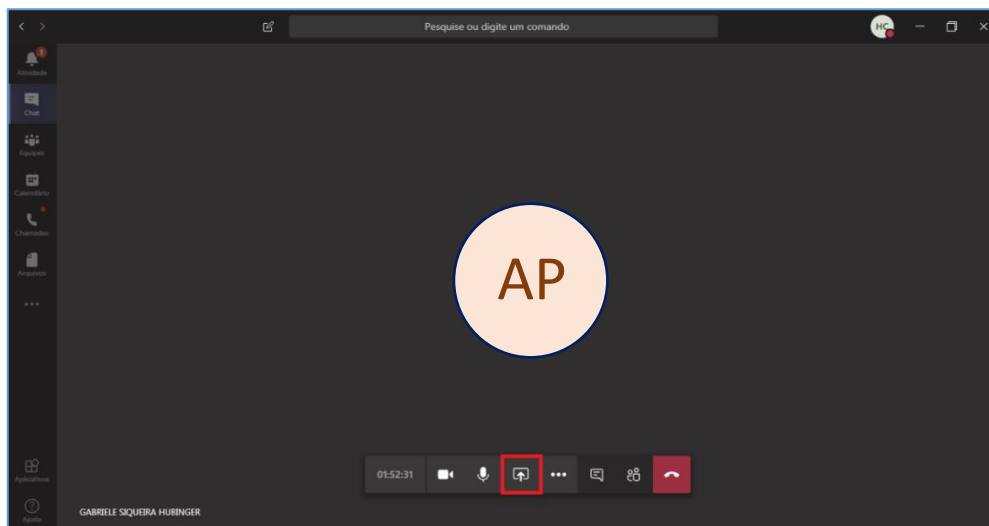 Pesquise ou digite um comando
HC
1
Atividade
Chat
Equipes
Calendário
Chamadas
Arquivos
AP
01:52:31
Aplicativos
Ajuda
GABRIELE SIQUEIRA HUBINGER